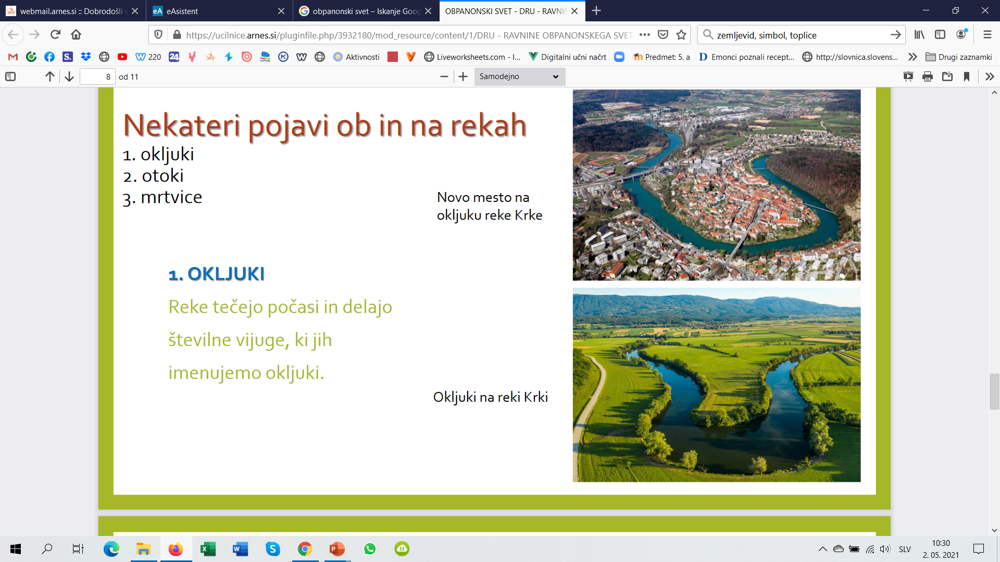 webmail.arnes.si :: Dobrodošli v
eAsistent
obpanonski svet – Iskanje Goog
OBPANONSKI SVET - DRU - RAVNIN
https://ucilnice.arnes.si/pluginfile.php/3932180/mod_resource/content/1/DRU - RAVNINE OBPANONSKEGA SVET
zemljevid, simbol, toplice
220
24
Aktivnosti
Liveworksheets.com - I...
Digitalni učni načrt
Predmet: 5. a
Emonci poznali recept...
http://slovnica.slovens...
Drugi zaznamki
8 od 11
Samodejno
Nekateri pojavi ob in na rekah
1. okljuki
2. otoki
3. mrtvice
Novo mesto na
okljuku reke Krke
1. OKLJUKI
Reke tečejo počasi in delajo
številne vijuge, ki jih
imenujemo okljuki.
Okljuki na reki Krki
SLV
10:30
2. 05. 2021